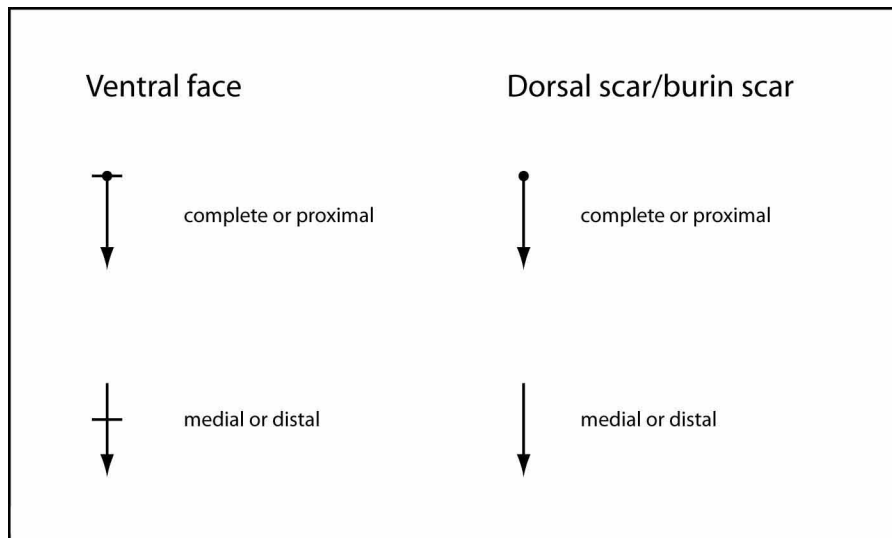 Ventral face
Dorsal scar/burin scar
complete or proximal
complete or proximal
medial or distal
medial or distal